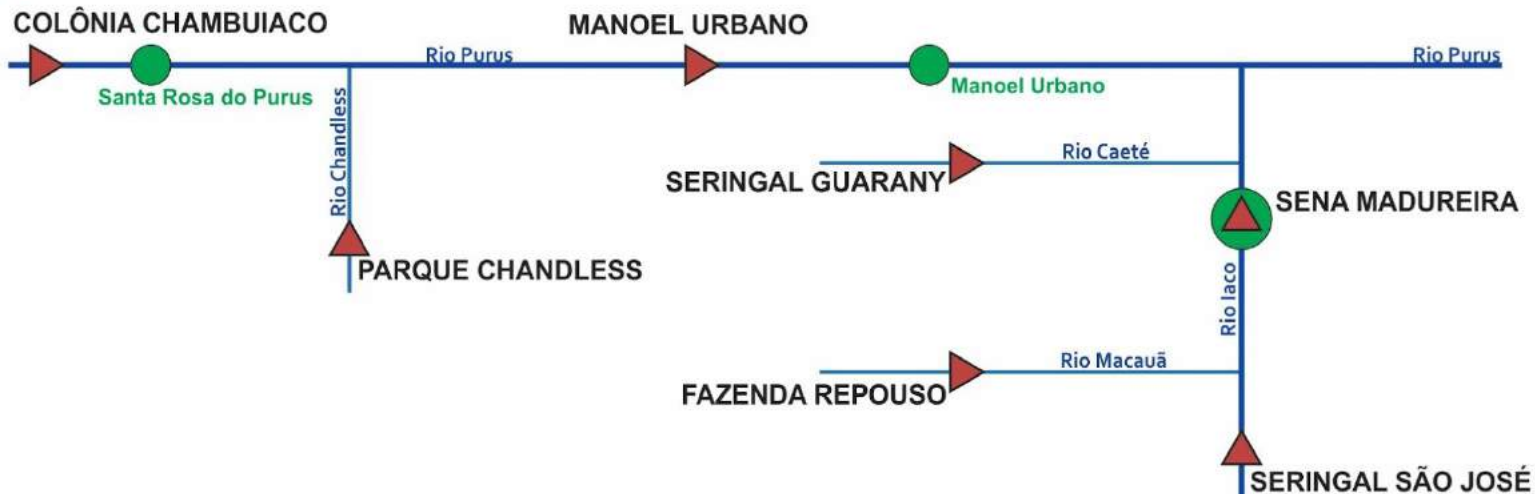 COLÔNIA CHAMBUIACO
MANOEL URBANO
Rio Purus
Rio Purus
Santa Rosa do Purus
Manoel Urbano
Rio Chandless
Rio Caeté
SERINGAL GUARANY
SENA MADUREIRA
PARQUE CHANDLESS
Rio Iaco
Rio Macauã
FAZENDA REPOUSO
SERINGAL SÃO JOSÉ